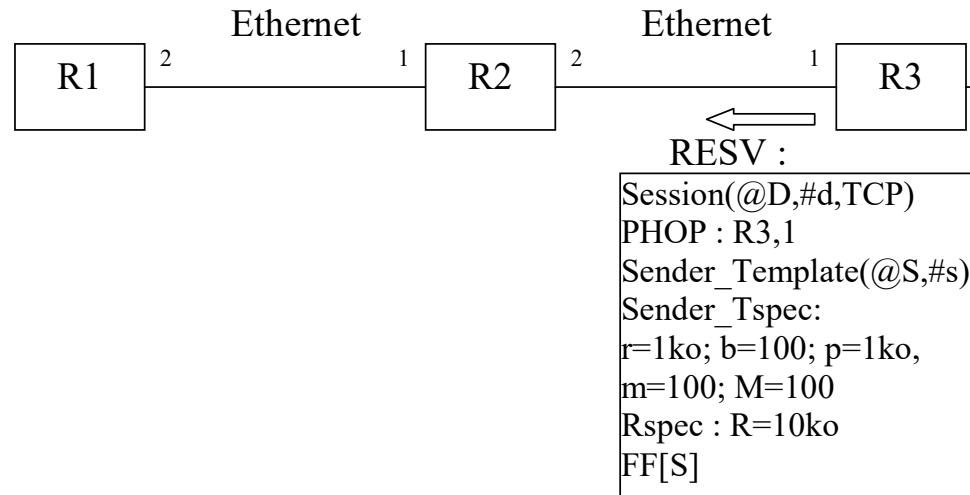 Ethernet Ethernet
R1 2 1 R2 2 1 R3
RESV :
Session(@D,#d,TCP)
PHOP : R3,1
Sender_Template(@S,#s)
Sender_Tspec:
r=1ko; b=100; p=1ko,
m=100; M=100
Rspec : R=10ko
FF[S]